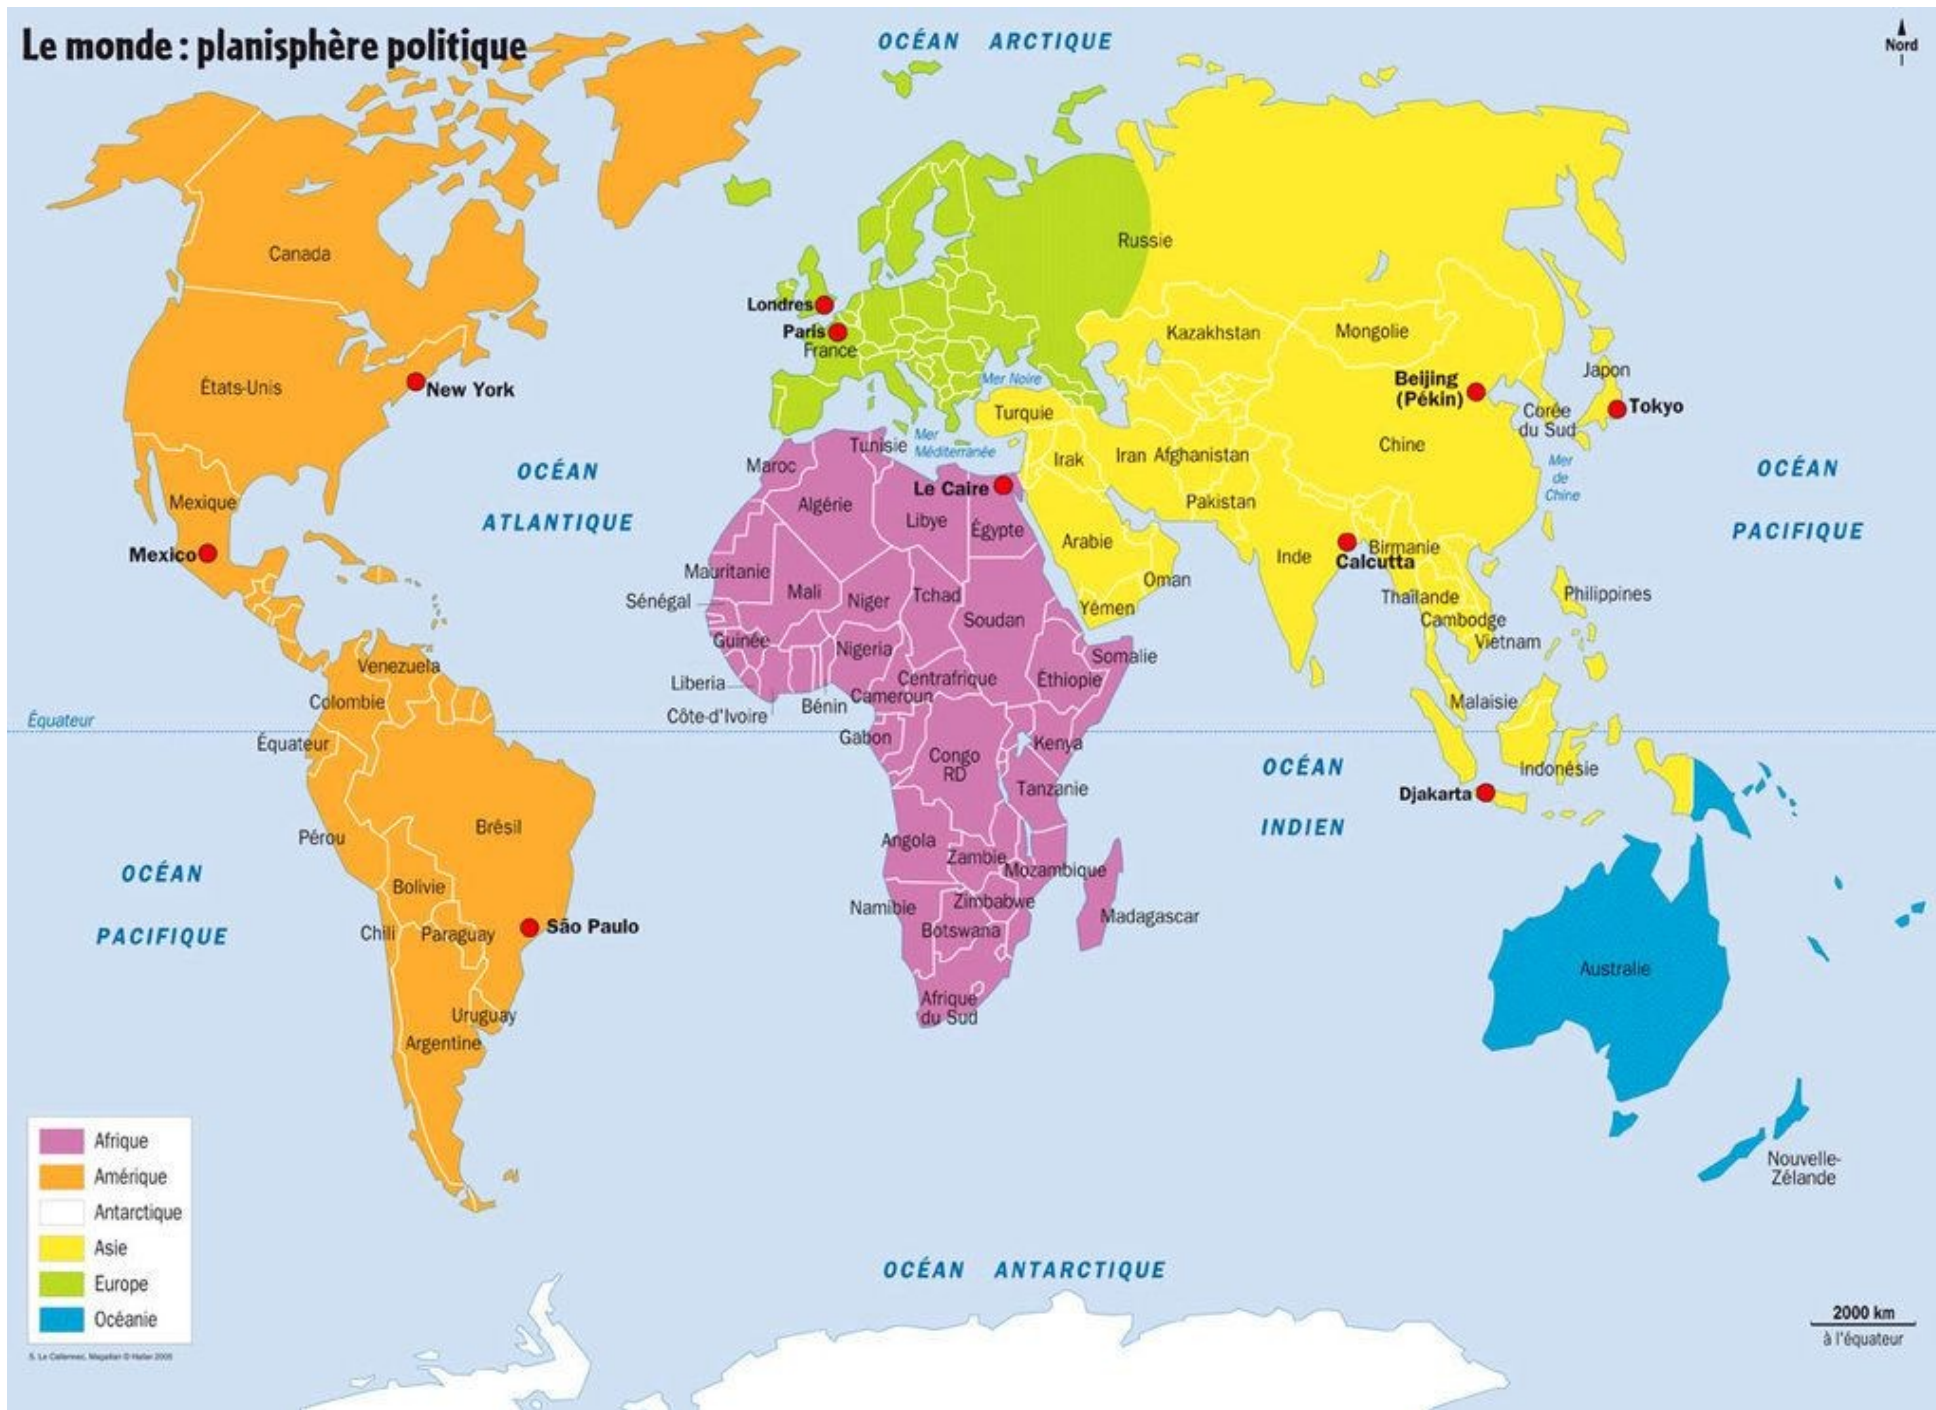 Le monde : planisphère politique
OCÉAN ARCTIQUE
Nord
Canada
Russie
Londres
Paris
France
Kazakhstan
Mongolie
États-Unis
New York
Mer Noire
Turquie
Beijing
(Pékin)
Japon
Tokyo
Corée
du Sud
Tunisie
Mer
Méditerranée
Maroc
Irak
Iran
Afghanistan
Chine
Mer
de
Chine
OCÉAN
ATLANTIQUE
OCÉAN
PACIFIQUE
Mexique
Mexico
Le Caire
Algérie
Libye
Égypte
Pakistan
Arabie
Inde
Birmanie
Calcutta
Oman
Yémen
Mauritanie
Mali
Niger
Tchad
Soudan
Sénégal
Guinée
Nigeria
Thaïlande
Cambodge
Vietnam
Philippines
Somalie
Éthiopie
Centrafrique
Cameroun
Liberia
Côte-d'Ivoire
Bénin
Venezuela
Colombie
Malaisie
Équateur
Équateur
Gabon
Congo
RD
Kenya
Tanzanie
OCÉAN
INDIEN
Indonésie
Djakarta
Pérou
Brésil
Angola
Zambie
Mozambique
OCÉAN
PACIFIQUE
Bolivie
Namibie
Zimbabwe
Botswana
Madagascar
Chili
Paraguay
São Paulo
Australie
Afrique
du Sud
Uruguay
Argentine
Nouvelle-
Zélande
Afrique
Amérique
Antarctique
Asie
Europe
Océanie
OCÉAN ANTARCTIQUE
2000 km
à l'équateur